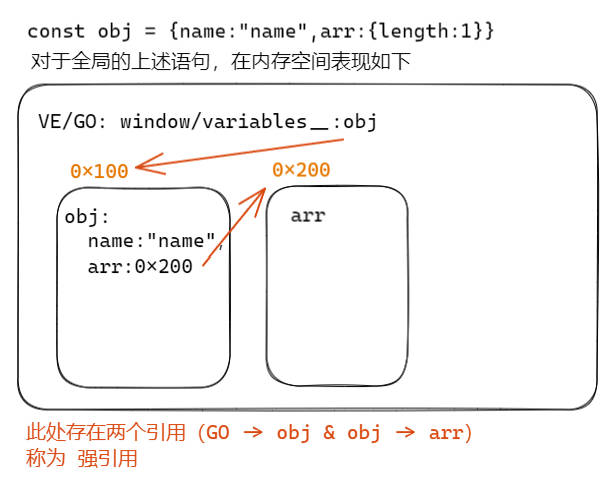 const obj = {name:"name",arr:{length:1}}
对于全局的上述语句，在内存空间表现如下
VE/GO: window/variables__:obj
0×100
0×200
obj:
name:"name",
arr:0×200
arr
此处存在两个引用（GO -> obj & obj -> arr）
称为 强引用